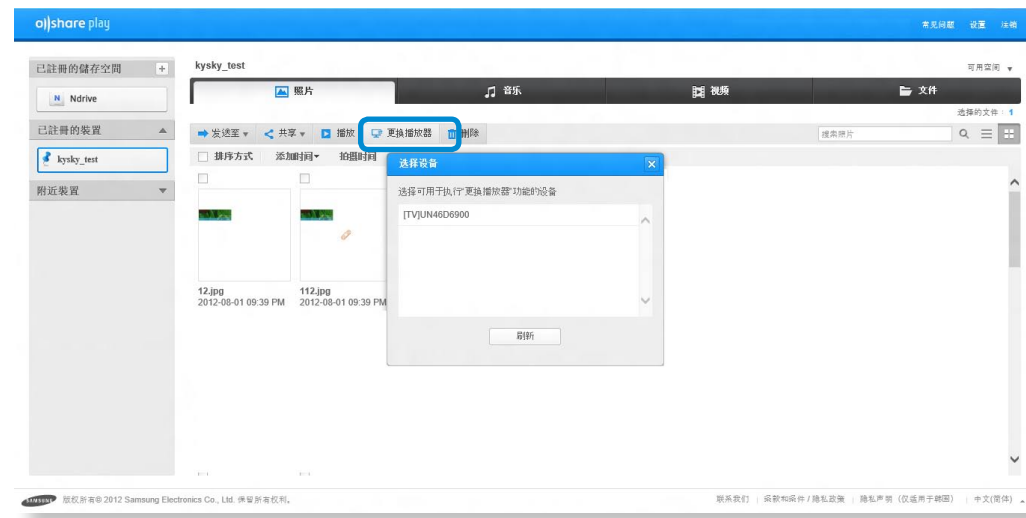 allshare play
常见问题 设置 注销
已註冊的儲存空間 +
Ndrive
已註冊的裝置
kysky_test
附近裝置
kysky_test
可用空间
照片 音乐 视频 文件
选择的文件 : 1
发送至 共享 播放 更换播放器 删除
搜索照片
排序方式 添加时间 拍摄时间
选择设备
选择可用于执行“更换播放器”功能的设备
[TV]UN46D6900
刷新
12.jpg
2012-08-01 09:39 PM
112.jpg
2012-08-01 09:39 PM
SAMSUNG 版权所有© 2012 Samsung Electronics Co., Ltd. 保留所有权利。
联系我们 | 条款和条件 / 隐私政策 | 隐私声明（仅适用于韩国） | 中文(简体)